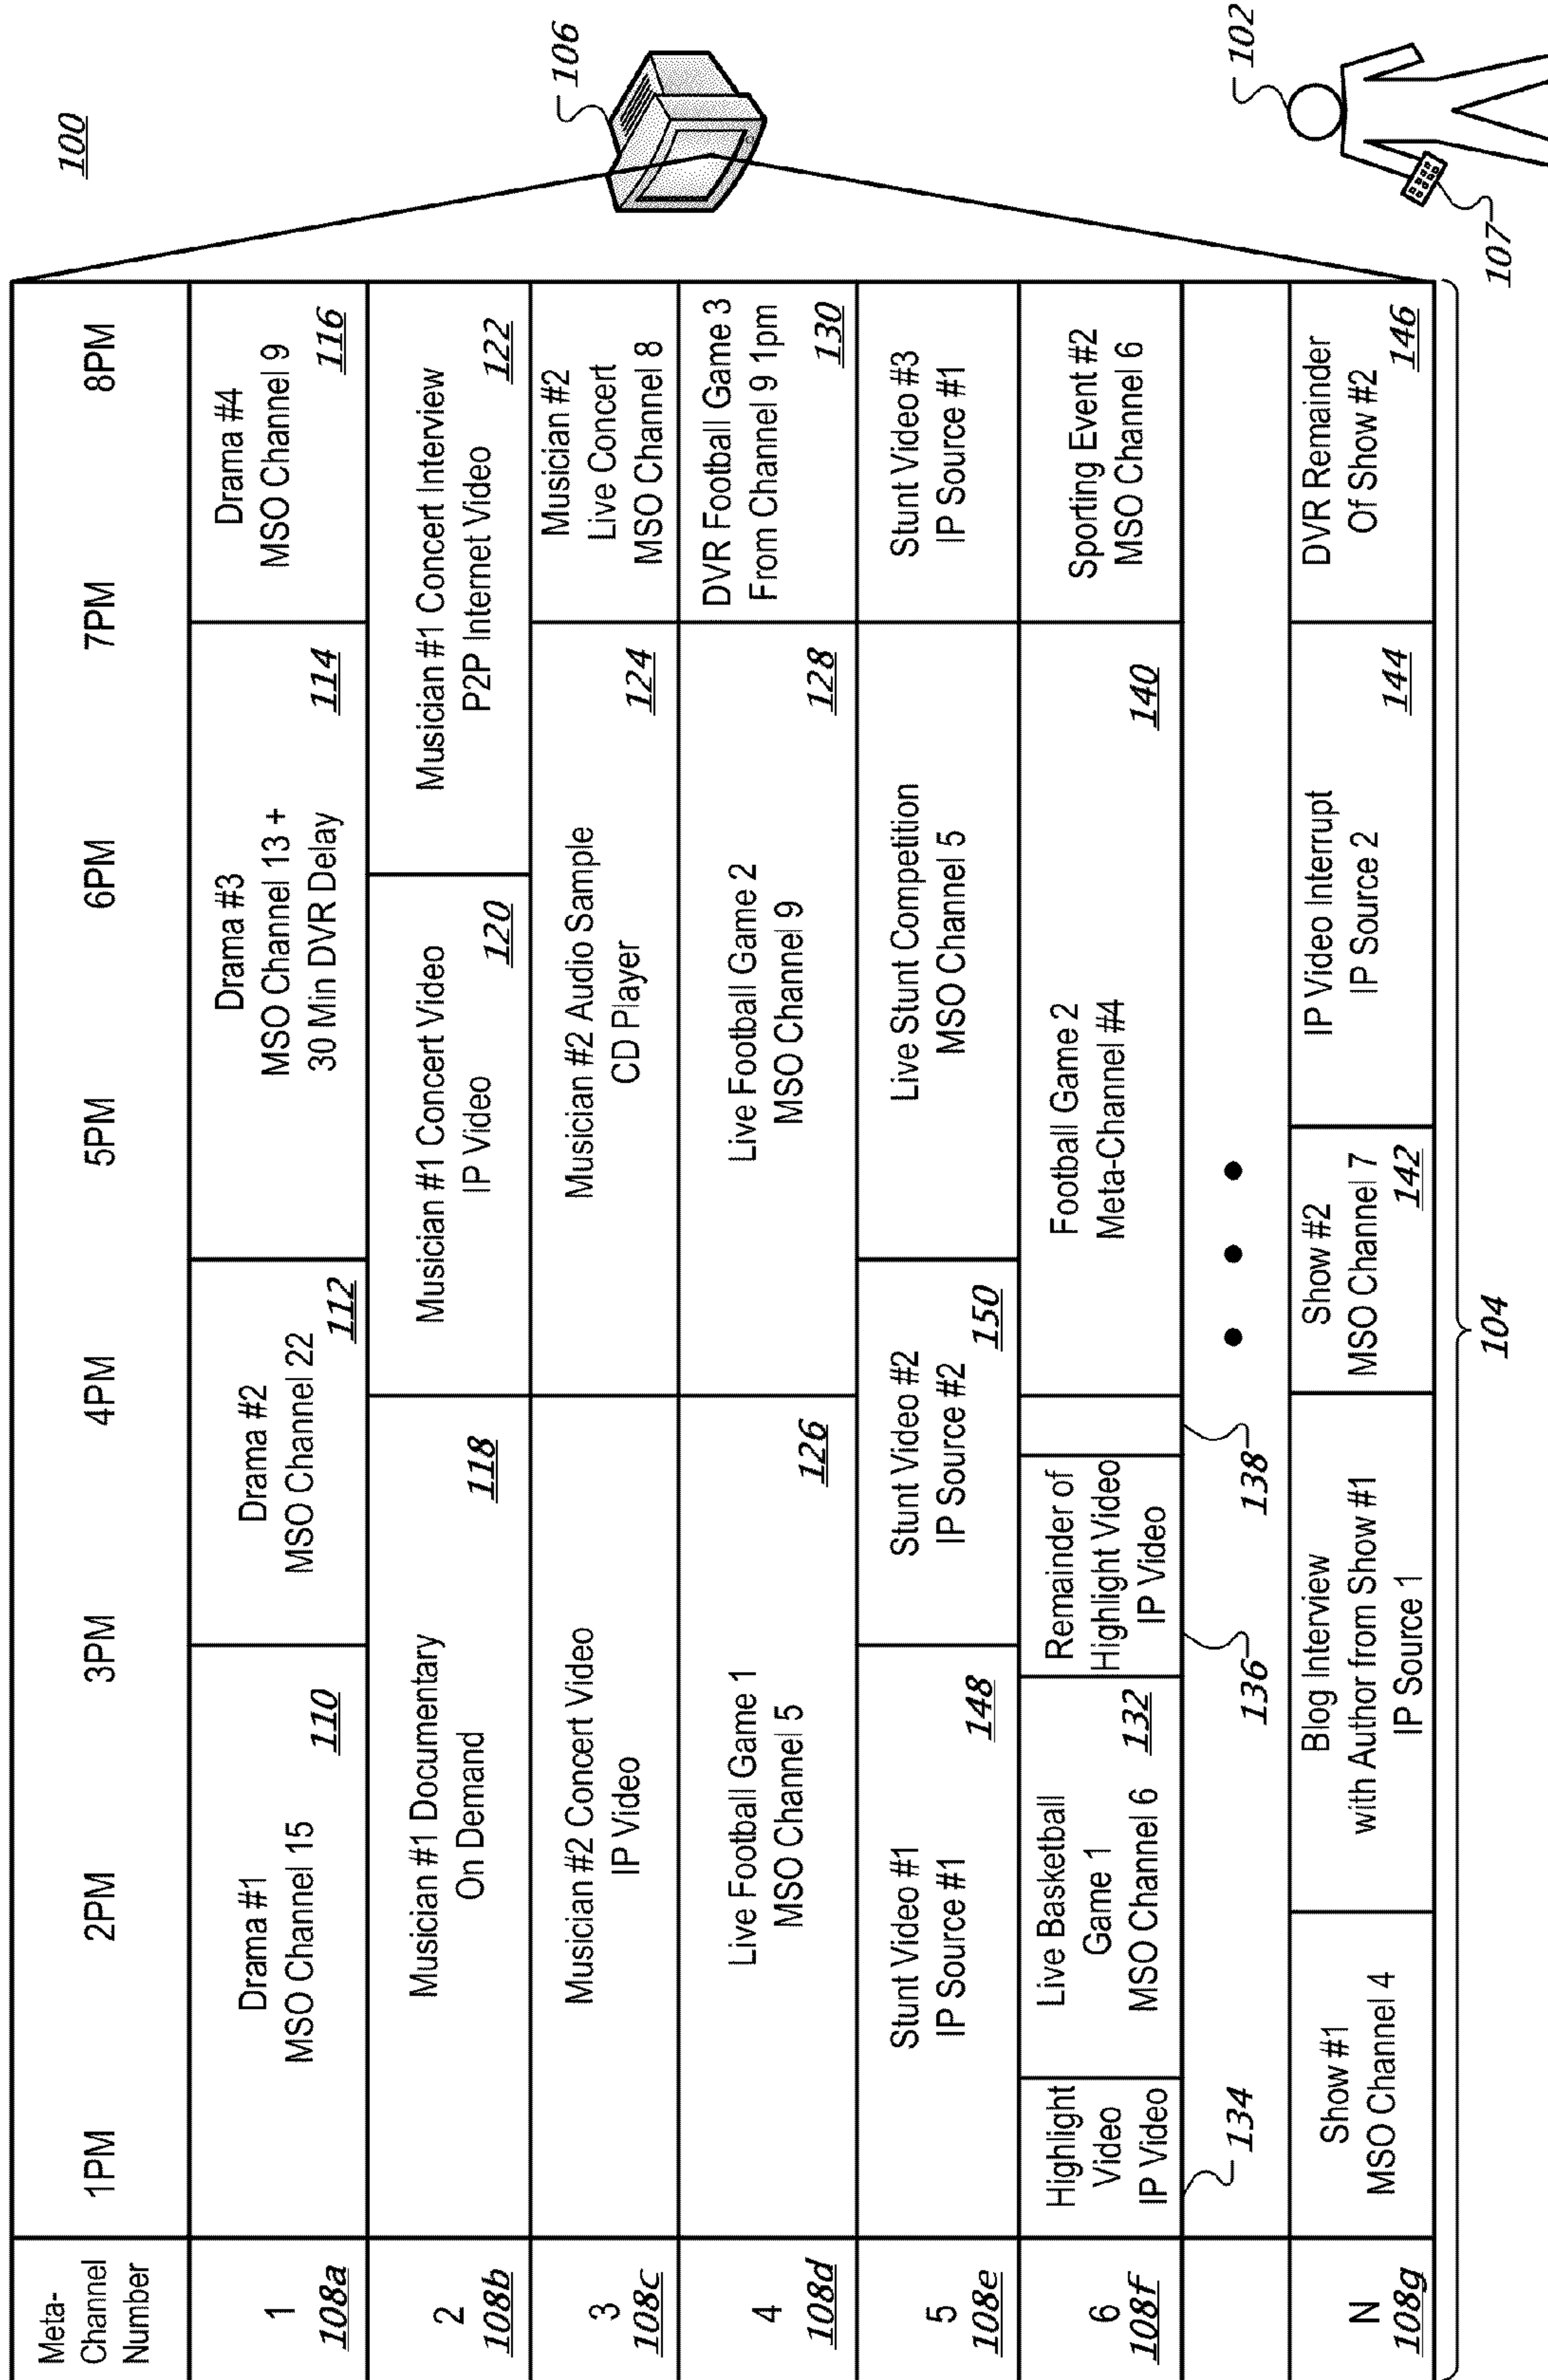 100
Meta-
Channel
Number
1PM
2PM
3PM
4PM
5PM
6PM
7PM
8PM
1
108a
Drama #1
MSO Channel 15
110
Drama #2
MSO Channel 22
112
Drama #3
MSO Channel 13 +
30 Min DVR Delay
114
Drama #4
MSO Channel 9
116
2
108b
Musician #1 Documentary
On Demand
118
Musician #1 Concert Video
IP Video
120
Musician #1 Concert Interview
P2P Internet Video
122
3
108c
Musician #2 Concert Video
IP Video
Musician #2 Audio Sample
CD Player
124
Musician #2
Live Concert
MSO Channel 8
4
108d
Live Football Game 1
MSO Channel 5
126
Live Football Game 2
MSO Channel 9
128
DVR Football Game 3
From Channel 9 1pm
130
5
108e
Stunt Video #1
IP Source #1
148
Stunt Video #2
IP Source #2
150
Live Stunt Competition
MSO Channel 5
Stunt Video #3
IP Source #1
6
108f
Highlight
Video
IP Video
134
Live Basketball
Game 1
MSO Channel 6
132
Remainder of
Highlight Video
IP Video
136
138
Football Game 2
Meta-Channel #4
140
Sporting Event #2
MSO Channel 6
N
108g
Show #1
MSO Channel 4
Blog Interview
with Author from Show #1
IP Source 1
Show #2
MSO Channel 7
142
IP Video Interrupt
IP Source 2
144
DVR Remainder
Of Show #2
146
104
106
102
107